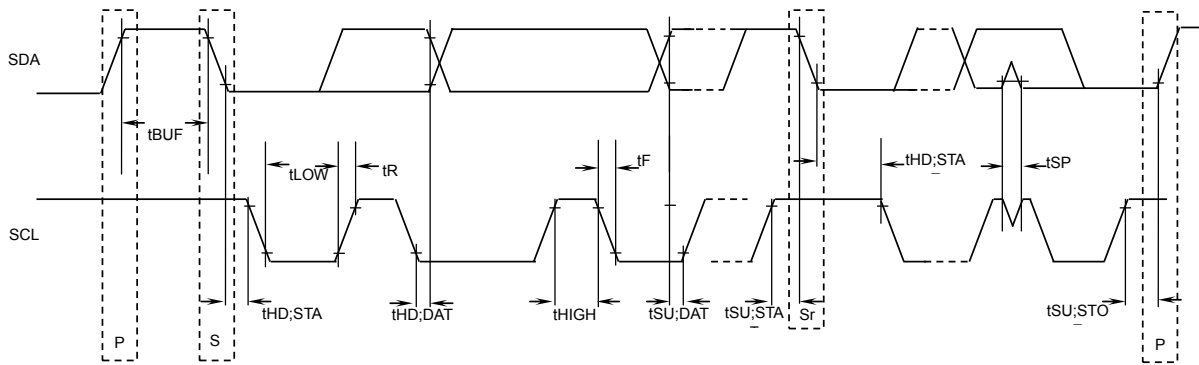 SDA
tBUF
tLOW
tR
tF
tHD;STA
tSP
SCL
tHD;STA
tHD;DAT
tHIGH
tSU;DAT
tSU;STA
Sr
tSU;STO
P
S
P